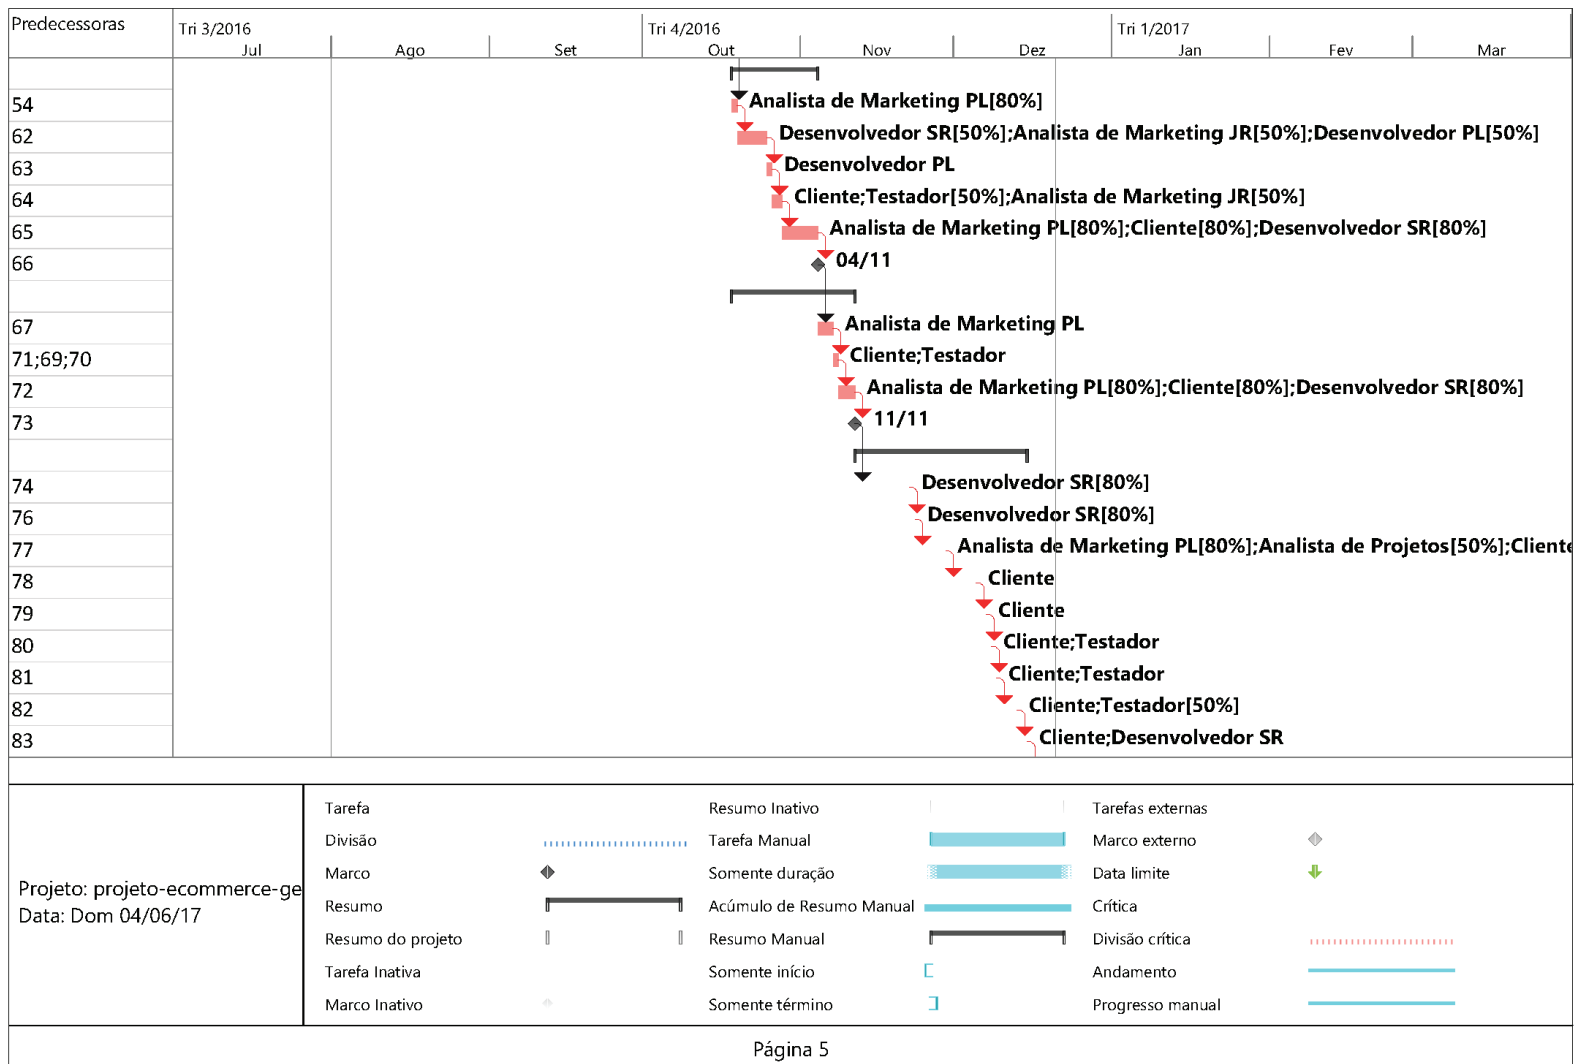 Predecessoras
Tri 3/2016 Tri 4/2016 Tri 1/2017
Jul Ago Set Out Nov Dez Jan Fev Mar
54 Analista de Marketing PL[80%]
62 Desenvolvedor SR[50%];Analista de Marketing JR[50%];Desenvolvedor PL[50%]
63 Desenvolvedor PL
64 Cliente;Testador[50%];Analista de Marketing JR[50%]
65 Analista de Marketing PL[80%];Cliente[80%];Desenvolvedor SR[80%]
66 04/11
67 Analista de Marketing PL
71;69;70 Cliente;Testador
72 Analista de Marketing PL[80%];Cliente[80%];Desenvolvedor SR[80%]
73 11/11
74 Desenvolvedor SR[80%]
76 Desenvolvedor SR[80%]
77 Analista de Marketing PL[80%];Analista de Projetos[50%];Cliente
78 Cliente
79 Cliente
80 Cliente;Testador
81 Cliente;Testador
82 Cliente;Testador[50%]
83 Cliente;Desenvolvedor SR
Projeto: projeto-ecommerce-ge
Data: Dom 04/06/17
Tarefa
Divisão
Marco
Resumo
Resumo do projeto
Tarefa Inativa
Marco Inativo
Resumo Inativo
Tarefa Manual
Somente duração
Acúmulo de Resumo Manual
Resumo Manual
Somente início
Somente término
Tarefas externas
Marco externo
Data limite
Crítica
Divisão crítica
Andamento
Progresso manual
Página 5